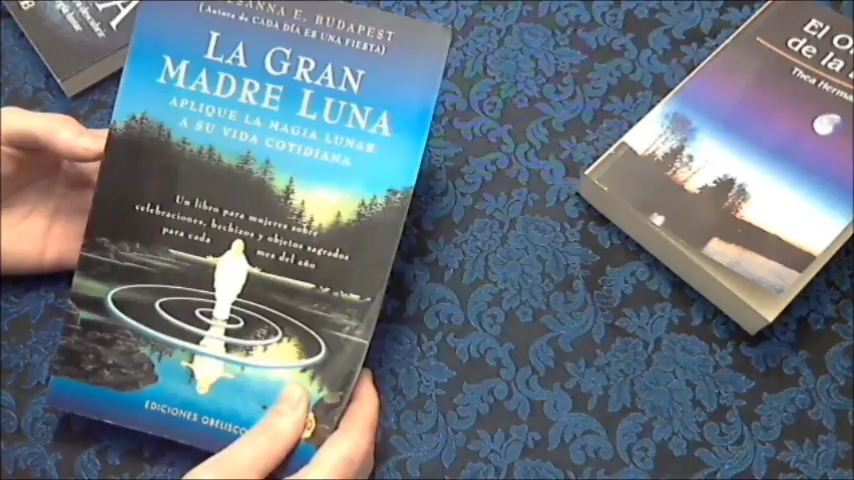 SUSANNA E. BUDAPEST
(Autora de CADA DÍA ES UNA FIESTA)
LA GRAN
MADRE LUNA
APLIQUE LA MAGIA LUNAR
A SU VIDA COTIDIANA
Un libro para mujeres sobre
celebraciones, hechizos y objetos sagrados
para cada mes del año
EDICIONES OBELISCO
El O
de la
Thea Herma